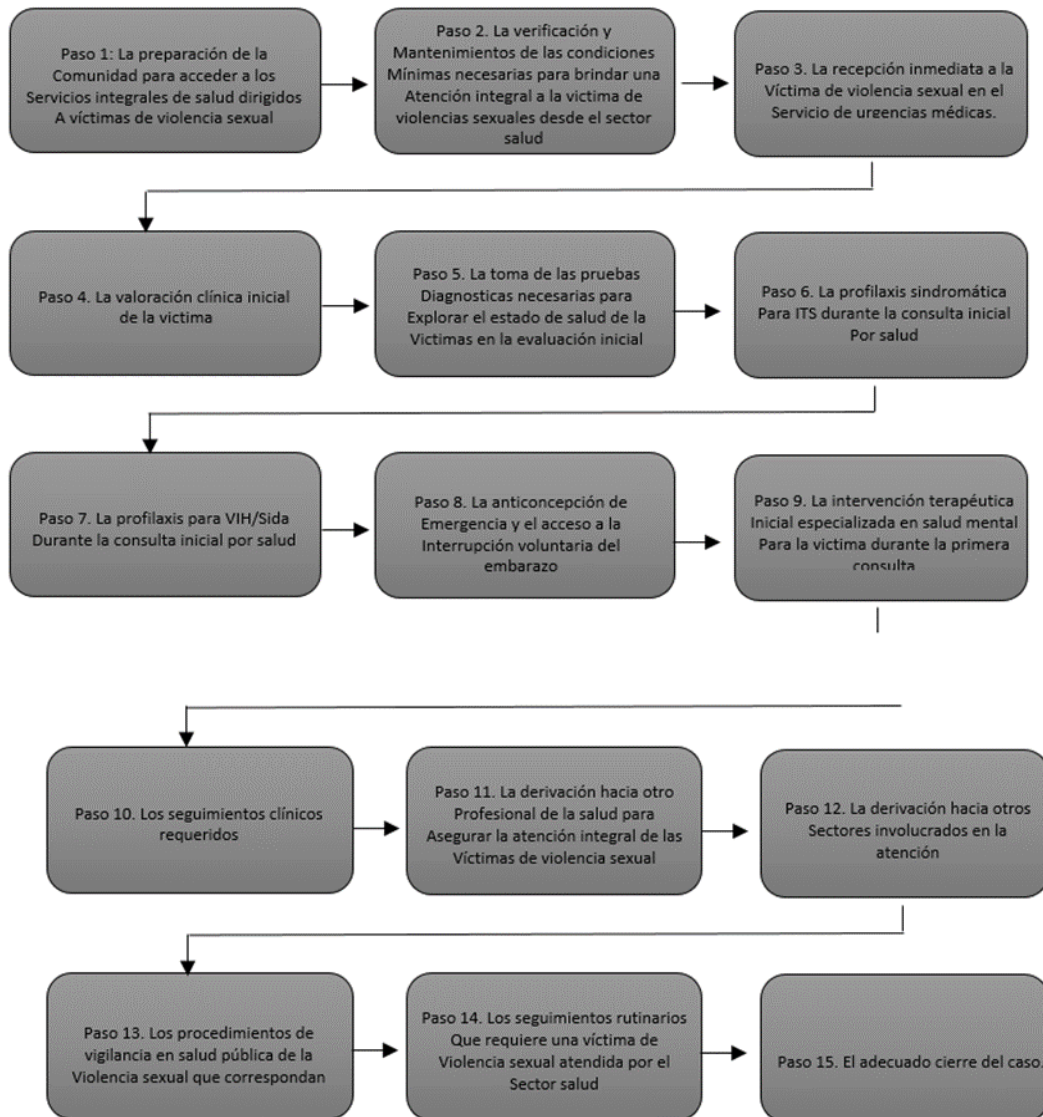 Paso 1: La preparación de la
Comunidad para acceder a los
Servicios integrales de salud dirigidos
A víctimas de violencia sexual
Paso 2. La verificación y
Mantenimientos de las condiciones
Mínimas necesarias para brindar una
Atención integral a la victima de
violencias sexuales desde el sector
salud
Paso 3. La recepción inmediata a la
Víctima de violencia sexual en el
Servicio de urgencias médicas.
Paso 4. La valoración clínica inicial
de la victima
Paso 5. La toma de las pruebas
Diagnosticas necesarias para
Explorar el estado de salud de la
Victimas en la evaluación inicial
Paso 6. La profilaxis sindromática
Para ITS durante la consulta inicial
Por salud
Paso 7. La profilaxis para VIH/Sida
Durante la consulta inicial por salud
Paso 8. La anticoncepción de
Emergencia y el acceso a la
Interrupción voluntaria del
embarazo
Paso 9. La intervención terapéutica
Inicial especializada en salud mental
Para la victima durante la primera
consulta
Paso 10. Los seguimientos clínicos
requeridos
Paso 11. La derivación hacia otro
Profesional de la salud para
Asegurar la atención integral de las
Víctimas de violencia sexual
Paso 12. La derivación hacia otros
Sectores involucrados en la
atención
Paso 13. Los procedimientos de
vigilancia en salud pública de la
Violencia sexual que correspondan
Paso 14. Los seguimientos rutinarios
Que requiere una víctima de
Violencia sexual atendida por el
Sector salud
Paso 15. El adecuado cierre del caso.